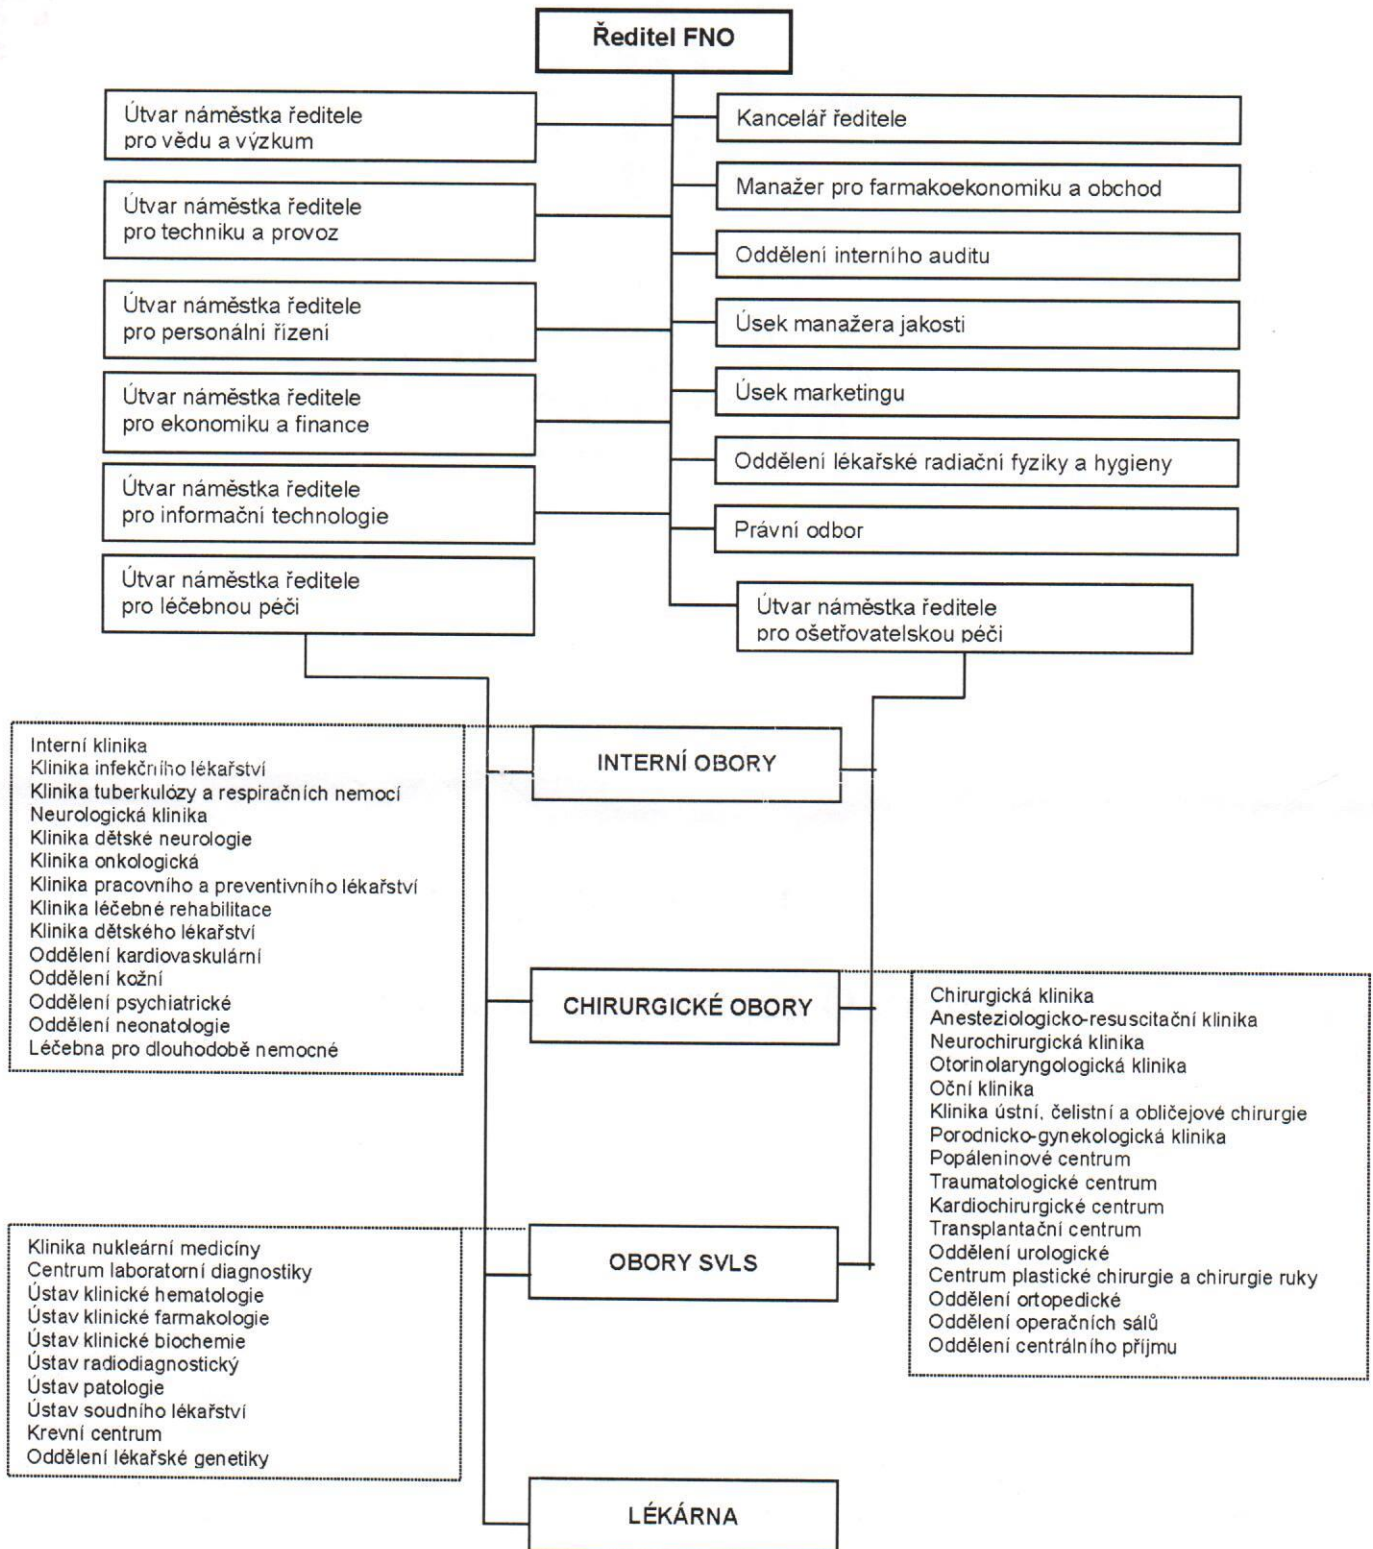 Ředitel FNO
Útvar náměstka ředitele
pro vědu a výzkum
Útvar náměstka ředitele
pro techniku a provoz
Útvar náměstka ředitele
pro personální řízení
Útvar náměstka ředitele
pro ekonomiku a finance
Útvar náměstka ředitele
pro informační technologie
Útvar náměstka ředitele
pro léčebnou péči
Kancelář ředitele
Manažer pro farmakoekonomiku a obchod
Oddělení interního auditu
Úsek manažera jakosti
Úsek marketingu
Oddělení lékařské radiační fyziky a hygieny
Právní odbor
Útvar náměstka ředitele
pro ošetřovatelskou péči
INTERNÍ OBORY
Interní klinika
Klinika infekčního lékařství
Klinika tuberkulózy a respiračních nemocí
Neurologická klinika
Klinika dětské neurologie
Klinika onkologická
Klinika pracovního a preventivního lékařství
Klinika léčebné rehabilitace
Klinika dětského lékařství
Oddělení kardiovaskulární
Oddělení kožní
Oddělení psychiatrické
Oddělení neonatologie
Léčebna pro dlouhodobě nemocné
CHIRURGICKÉ OBORY
Chirurgická klinika
Anesteziologicko-resuscitační klinika
Neurochirurgická klinika
Otorinolaryngologická klinika
Oční klinika
Klinika ústní, čelistní a obličejové chirurgie
Porodnicko-gynekologická klinika
Popáleninové centrum
Traumatologické centrum
Kardiochirurgické centrum
Transplantační centrum
Oddělení urologické
Centrum plastické chirurgie a chirurgie ruky
Oddělení ortopedické
Oddělení operačních sálů
Oddělení centrálního příjmu
OBORY SVLS
Klinika nukleární medicíny
Centrum laboratorní diagnostiky
Ústav klinické hematologie
Ústav klinické farmakologie
Ústav klinické biochemie
Ústav radiodiagnostický
Ústav patologie
Ústav soudního lékařství
Krevní centrum
Oddělení lékařské genetiky
LÉKÁRNA